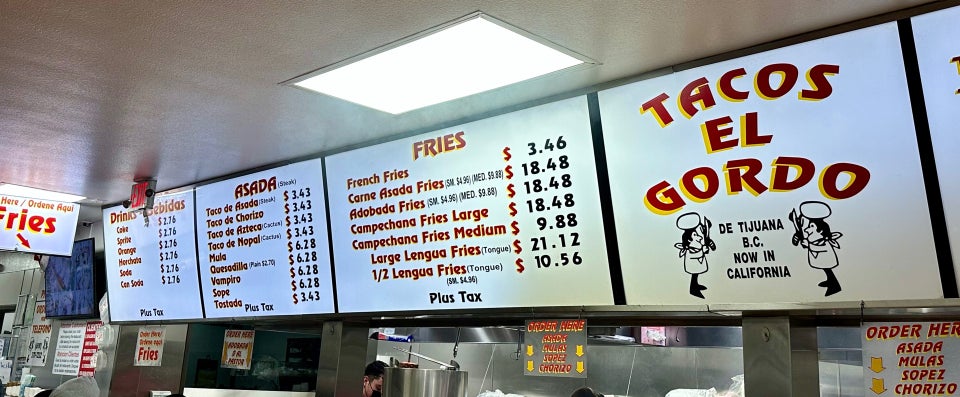 Here / Ordene Aqui
Fries
Drinks Bebidas
Coke $ 2.76
Sprite $ 2.76
Orange $ 2.76
Horchata $ 2.76
Soda $ 2.76
Can Soda $ 2.76
Plus Tax
ASADA (Steak)
Taco de Asada (Steak) $ 3.43
Taco de Chorizo $ 3.43
Taco de Azteca (Cactus) $ 3.43
Taco de Nopal (Cactus) $ 3.43
Mula $ 6.28
Quesadilla (Plain $2.70) $ 6.28
Vampiro $ 6.28
Sope $ 6.28
Tostada $ 3.43
Plus Tax
FRIES
French Fries $ 3.46
Carne Asada Fries (SM. $4.96) (MED. $9.88) $ 18.48
Adobada Fries (SM. $4.96) (MED. $9.88) $ 18.48
Campechana Fries Large $ 18.48
Campechana Fries Medium $ 9.88
Large Lengua Fries (Tongue) $ 21.12
1/2 Lengua Fries (Tongue) $ 10.56
(SM. $4.96)
Plus Tax
TACOS
EL
GORDO
DE TIJUANA
B.C.
NOW IN
CALIFORNIA
Order Here/
Ordene aqui
Fries
ORDER HERE
ASADA
MULAS
SOPEZ
CHORIZO
ORDER HERE
ASADA
MULAS
SOPEZ
CHORIZO